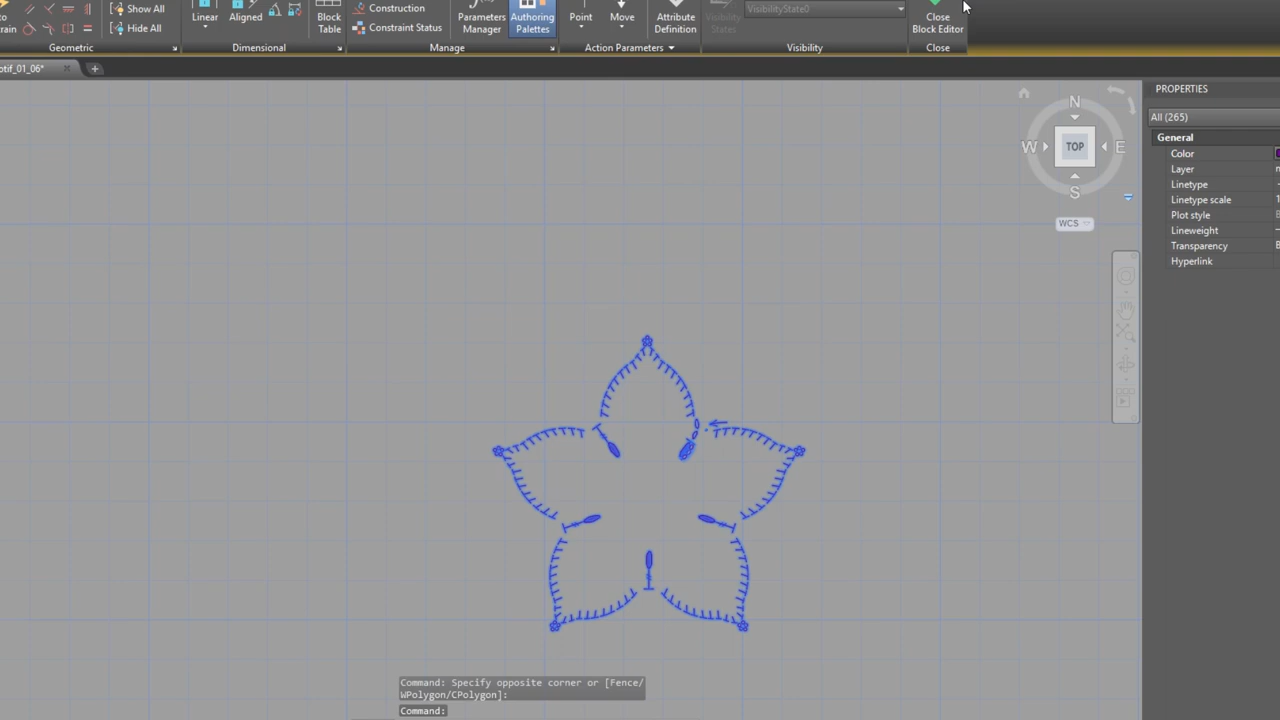 Show All
Hide All
Geometric
Linear
Aligned
Dimensional
Block
Table
Construction
Constraint Status
Parameters
Manager
Authoring
Palettes
Manage
Point
Move
Action Parameters
Attribute
Definition
Visibility
States
VisibilityState0
Visibility
Close
Block Editor
Close
otif_01_06*
N
W
TOP
E
S
WCS
PROPERTIES
All (265)
General
Color
Layer
Linetype
Linetype scale
Plot style
Lineweight
Transparency
Hyperlink
Command: Specify opposite corner or [Fence/
WPolygon/CPolygon]:
Command: